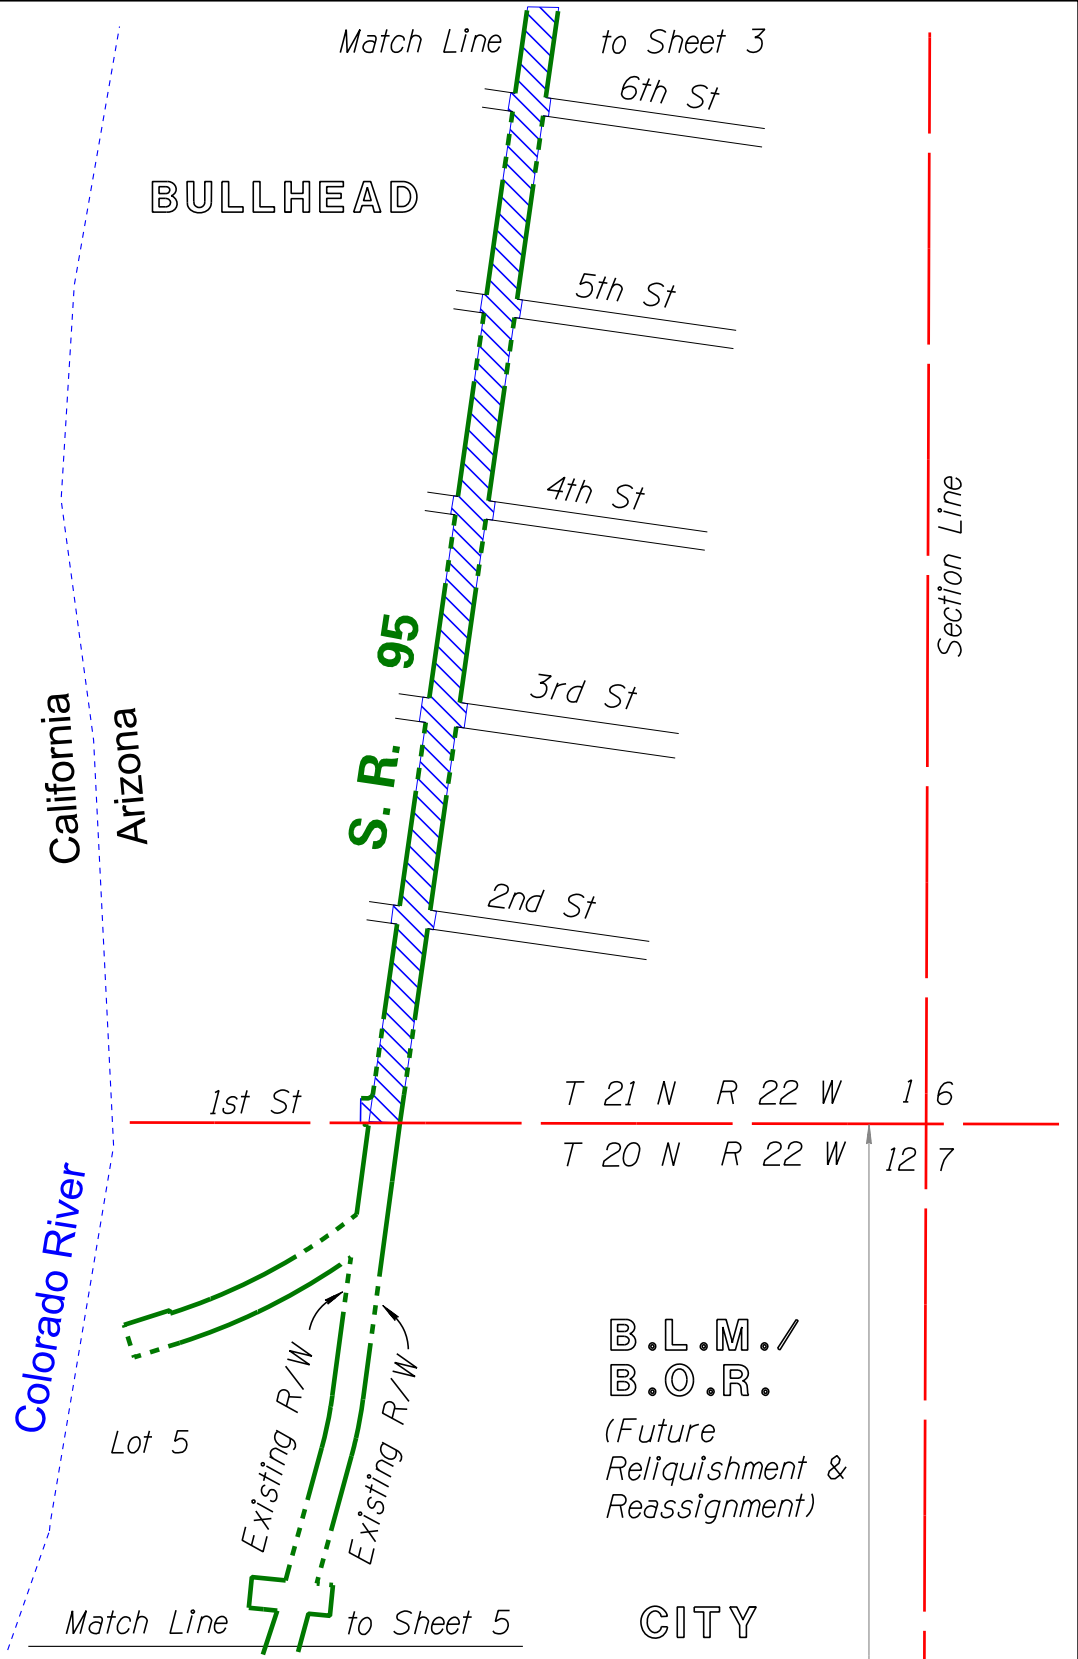 Match Line to Sheet 3
6th St
BULLHEAD
5th St
4th St
Section Line
S. R. 95
3rd St
California
Arizona
2nd St
1st St
T 21 N R 22 W 1 6
T 20 N R 22 W 12 7
Colorado River
B.L.M./
B.O.R.
(Future
Reliquishment &
Reassignment)
Existing R/W
Existing R/W
Lot 5
Match Line to Sheet 5
CITY